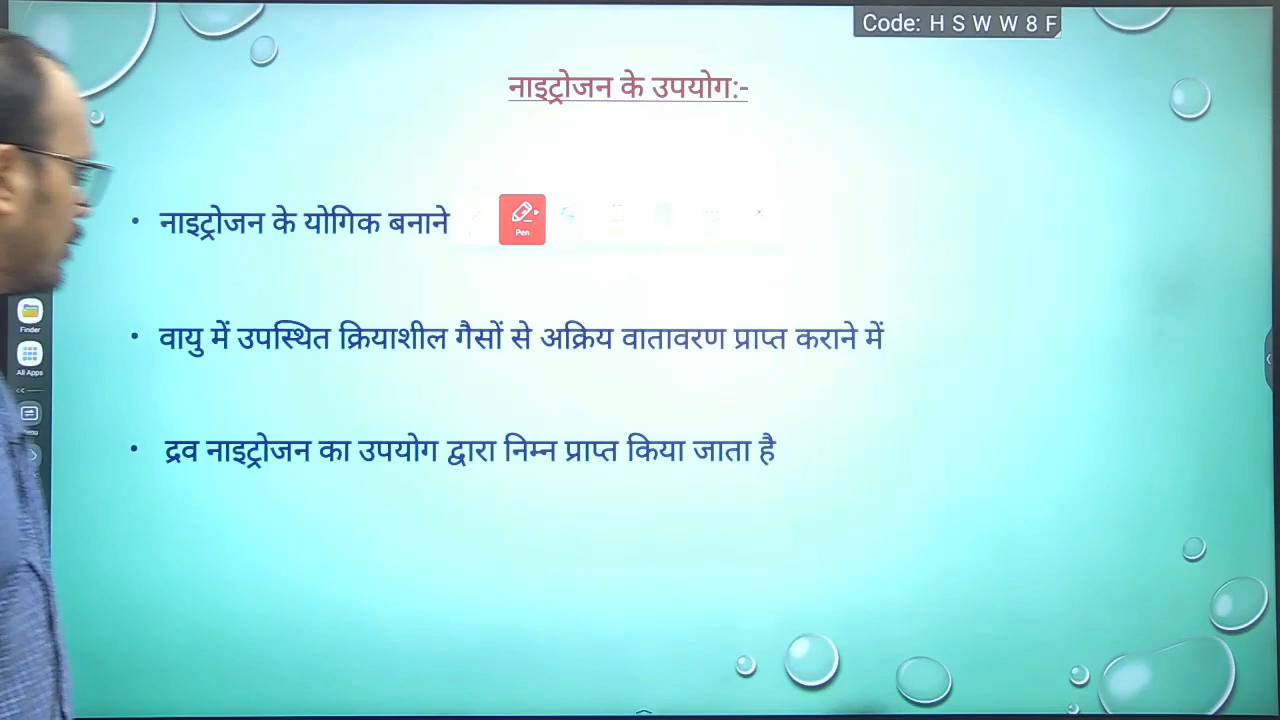 Code: H S W W 8 F
नाइट्रोजन के उपयोग:-
• नाइट्रोजन के योगिक बनाने
Pen
• वायु में उपस्थित क्रियाशील गैसों से अक्रिय वातावरण प्राप्त कराने में
• द्रव नाइट्रोजन का उपयोग द्वारा निम्न प्राप्त किया जाता है
Finder
All Apps